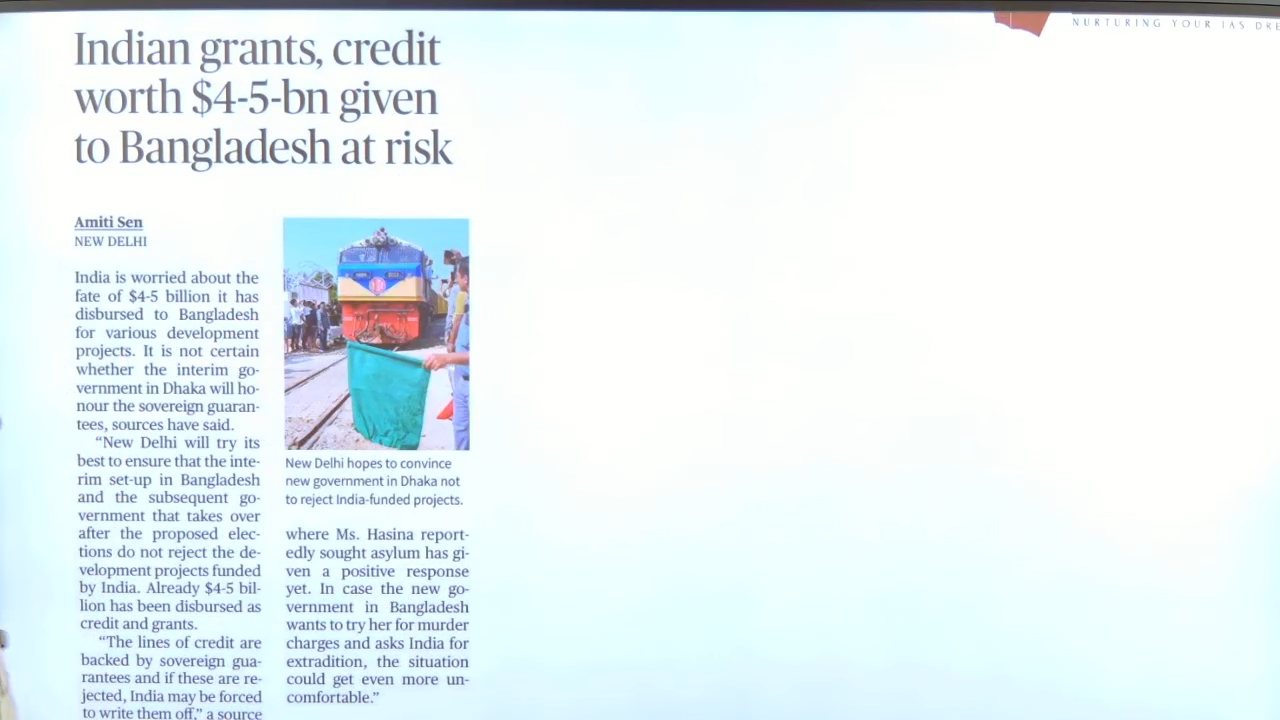 Indian grants, credit
worth $4-5-bn given
to Bangladesh at risk
Amiti Sen
NEW DELHI
India is worried about the
fate of $4-5 billion it has
disbursed to Bangladesh
for various development
projects. It is not certain
whether the interim go-
vernment in Dhaka will ho-
nour the sovereign guaran-
tees, sources have said.
“New Delhi will try its
best to ensure that the inte-
rim set-up in Bangladesh
and the subsequent go-
vernment that takes over
after the proposed elec-
tions do not reject the de-
velopment projects funded
by India. Already $4-5 bil-
lion has been disbursed as
credit and grants.
“The lines of credit are
backed by sovereign gua-
rantees and if these are re-
jected, India may be forced
to write them off,” a source
New Delhi hopes to convince
new government in Dhaka not
to reject India-funded projects.
where Ms. Hasina report-
edly sought asylum has gi-
ven a positive response
yet. In case the new go-
vernment in Bangladesh
wants to try her for murder
charges and asks India for
extradition, the situation
could get even more un-
comfortable.”
NURTURING YOUR IAS DRE